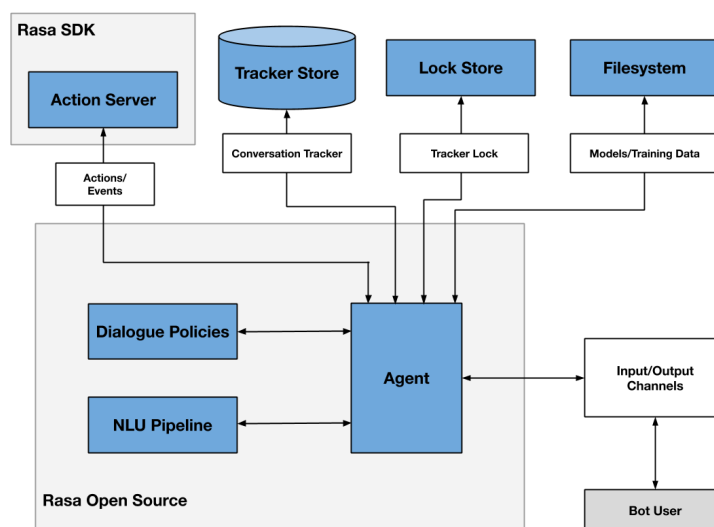 Rasa SDK
Action Server
Tracker Store
Lock Store
Filesystem
Actions/
Events
Conversation Tracker
Tracker Lock
Models/Training Data
Dialogue Policies
NLU Pipeline
Agent
Input/Output
Channels
Rasa Open Source
Bot User